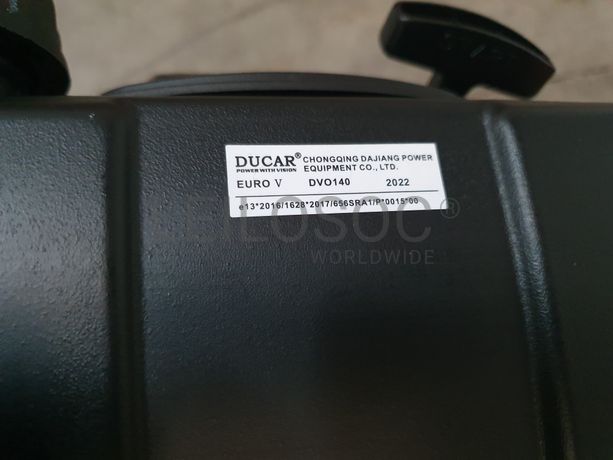 DUCAR® CHONGQING DAJIANG POWER
POWER WITH VISION EQUIPMENT CO., LTD.
EURO V DVO140 2022
e13*2016/1628*2017/656SRA1/P*0015*00
LEILOSOC®
WORLDWIDE